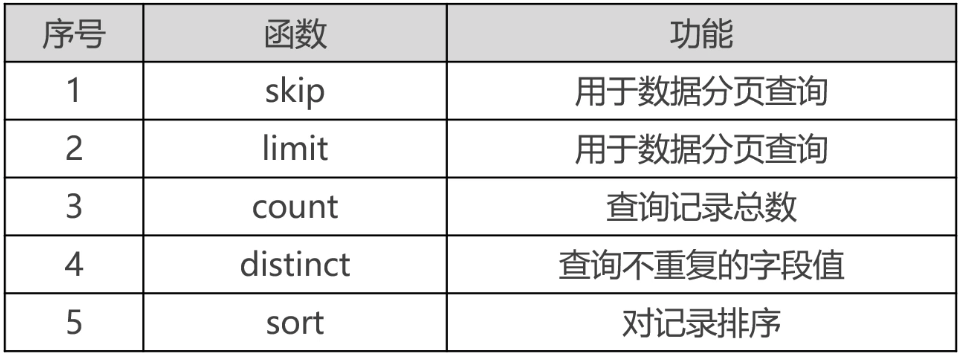 序号 函数 功能
1 skip 用于数据分页查询
2 limit 用于数据分页查询
3 count 查询记录总数
4 distinct 查询不重复的字段值
5 sort 对记录排序